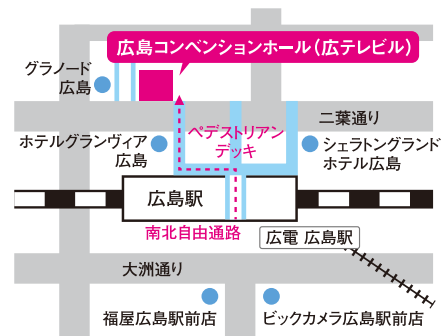 広島コンベンションホール（広テレビル）
グラノード
広島
二葉通り
ペデストリアン
デッキ
ホテルグランヴィア
広島
シェラトングランド
ホテル広島
広島駅
南北自由通路
広電 広島駅
大洲通り
福屋広島駅前店
ビックカメラ広島駅前店